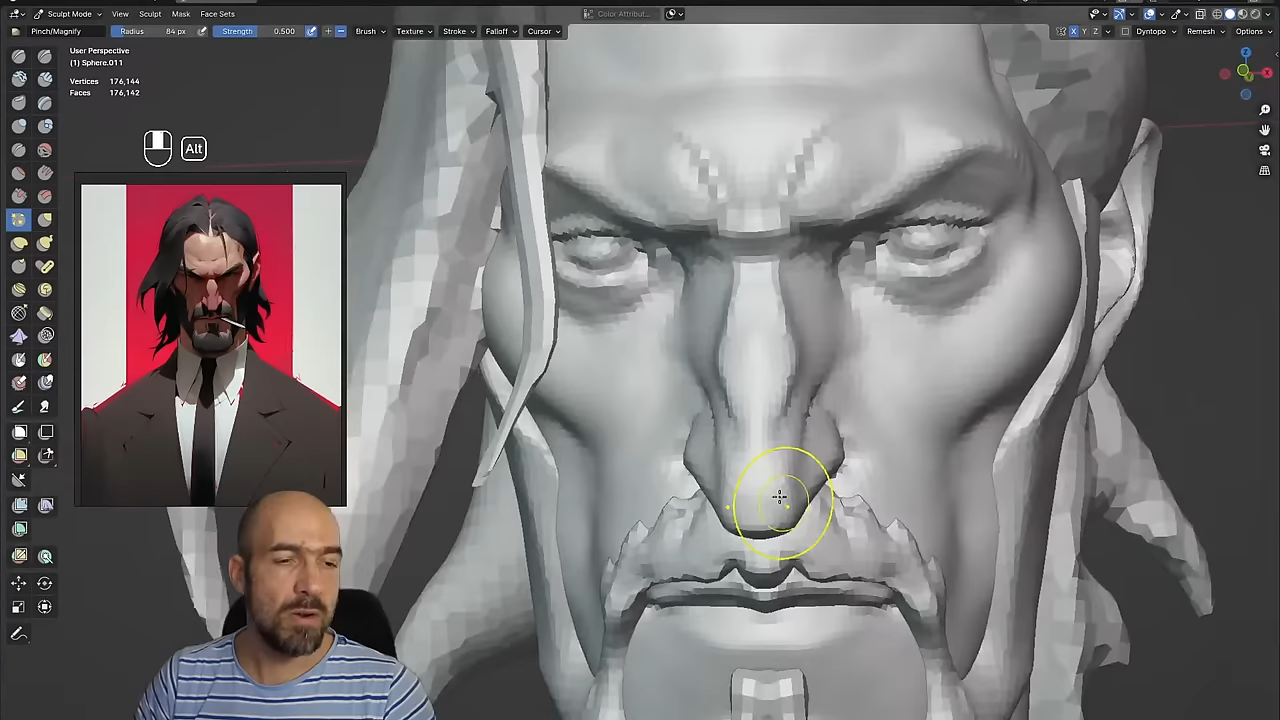 Sculpt Mode View Sculpt Mask Face Sets Color Attribut...
Pinch/Magnify Radius 84 px Strength 0.500 Brush Texture Stroke Falloff Cursor X Y Z Dyntopo Remesh Options
User Perspective
(1) Sphere.011
Vertices 176,144
Faces 176,142
Alt
Z
X